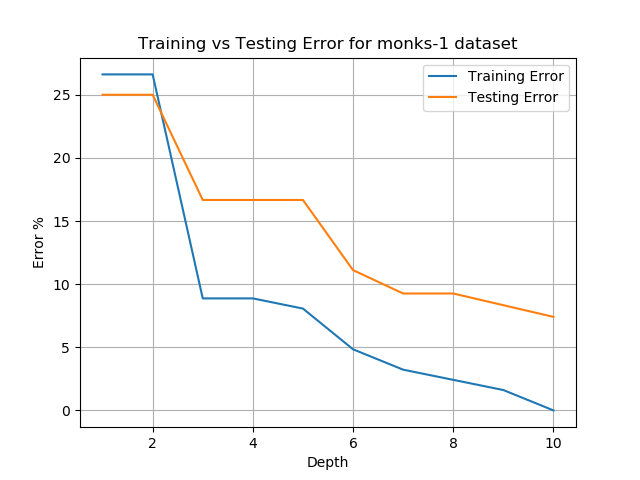 Training vs Testing Error for monks-1 dataset
Training Error
Testing Error
25
20
15
10
5
0
Error %
2 4 6 8 10
Depth